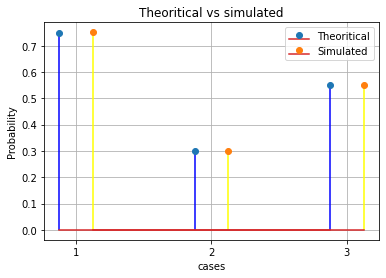 Theoritical vs simulated
Theoritical
Simulated
Probability
0.7
0.6
0.5
0.4
0.3
0.2
0.1
0.0
1 2 3
cases